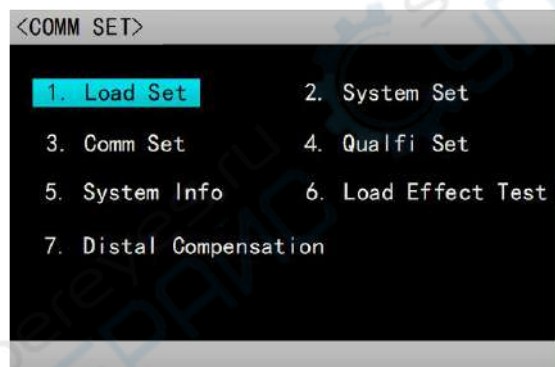 <COMM SET>
1. Load Set 2. System Set
3. Comm Set 4. Qualfi Set
5. System Info 6. Load Effect Test
7. Distal Compensation